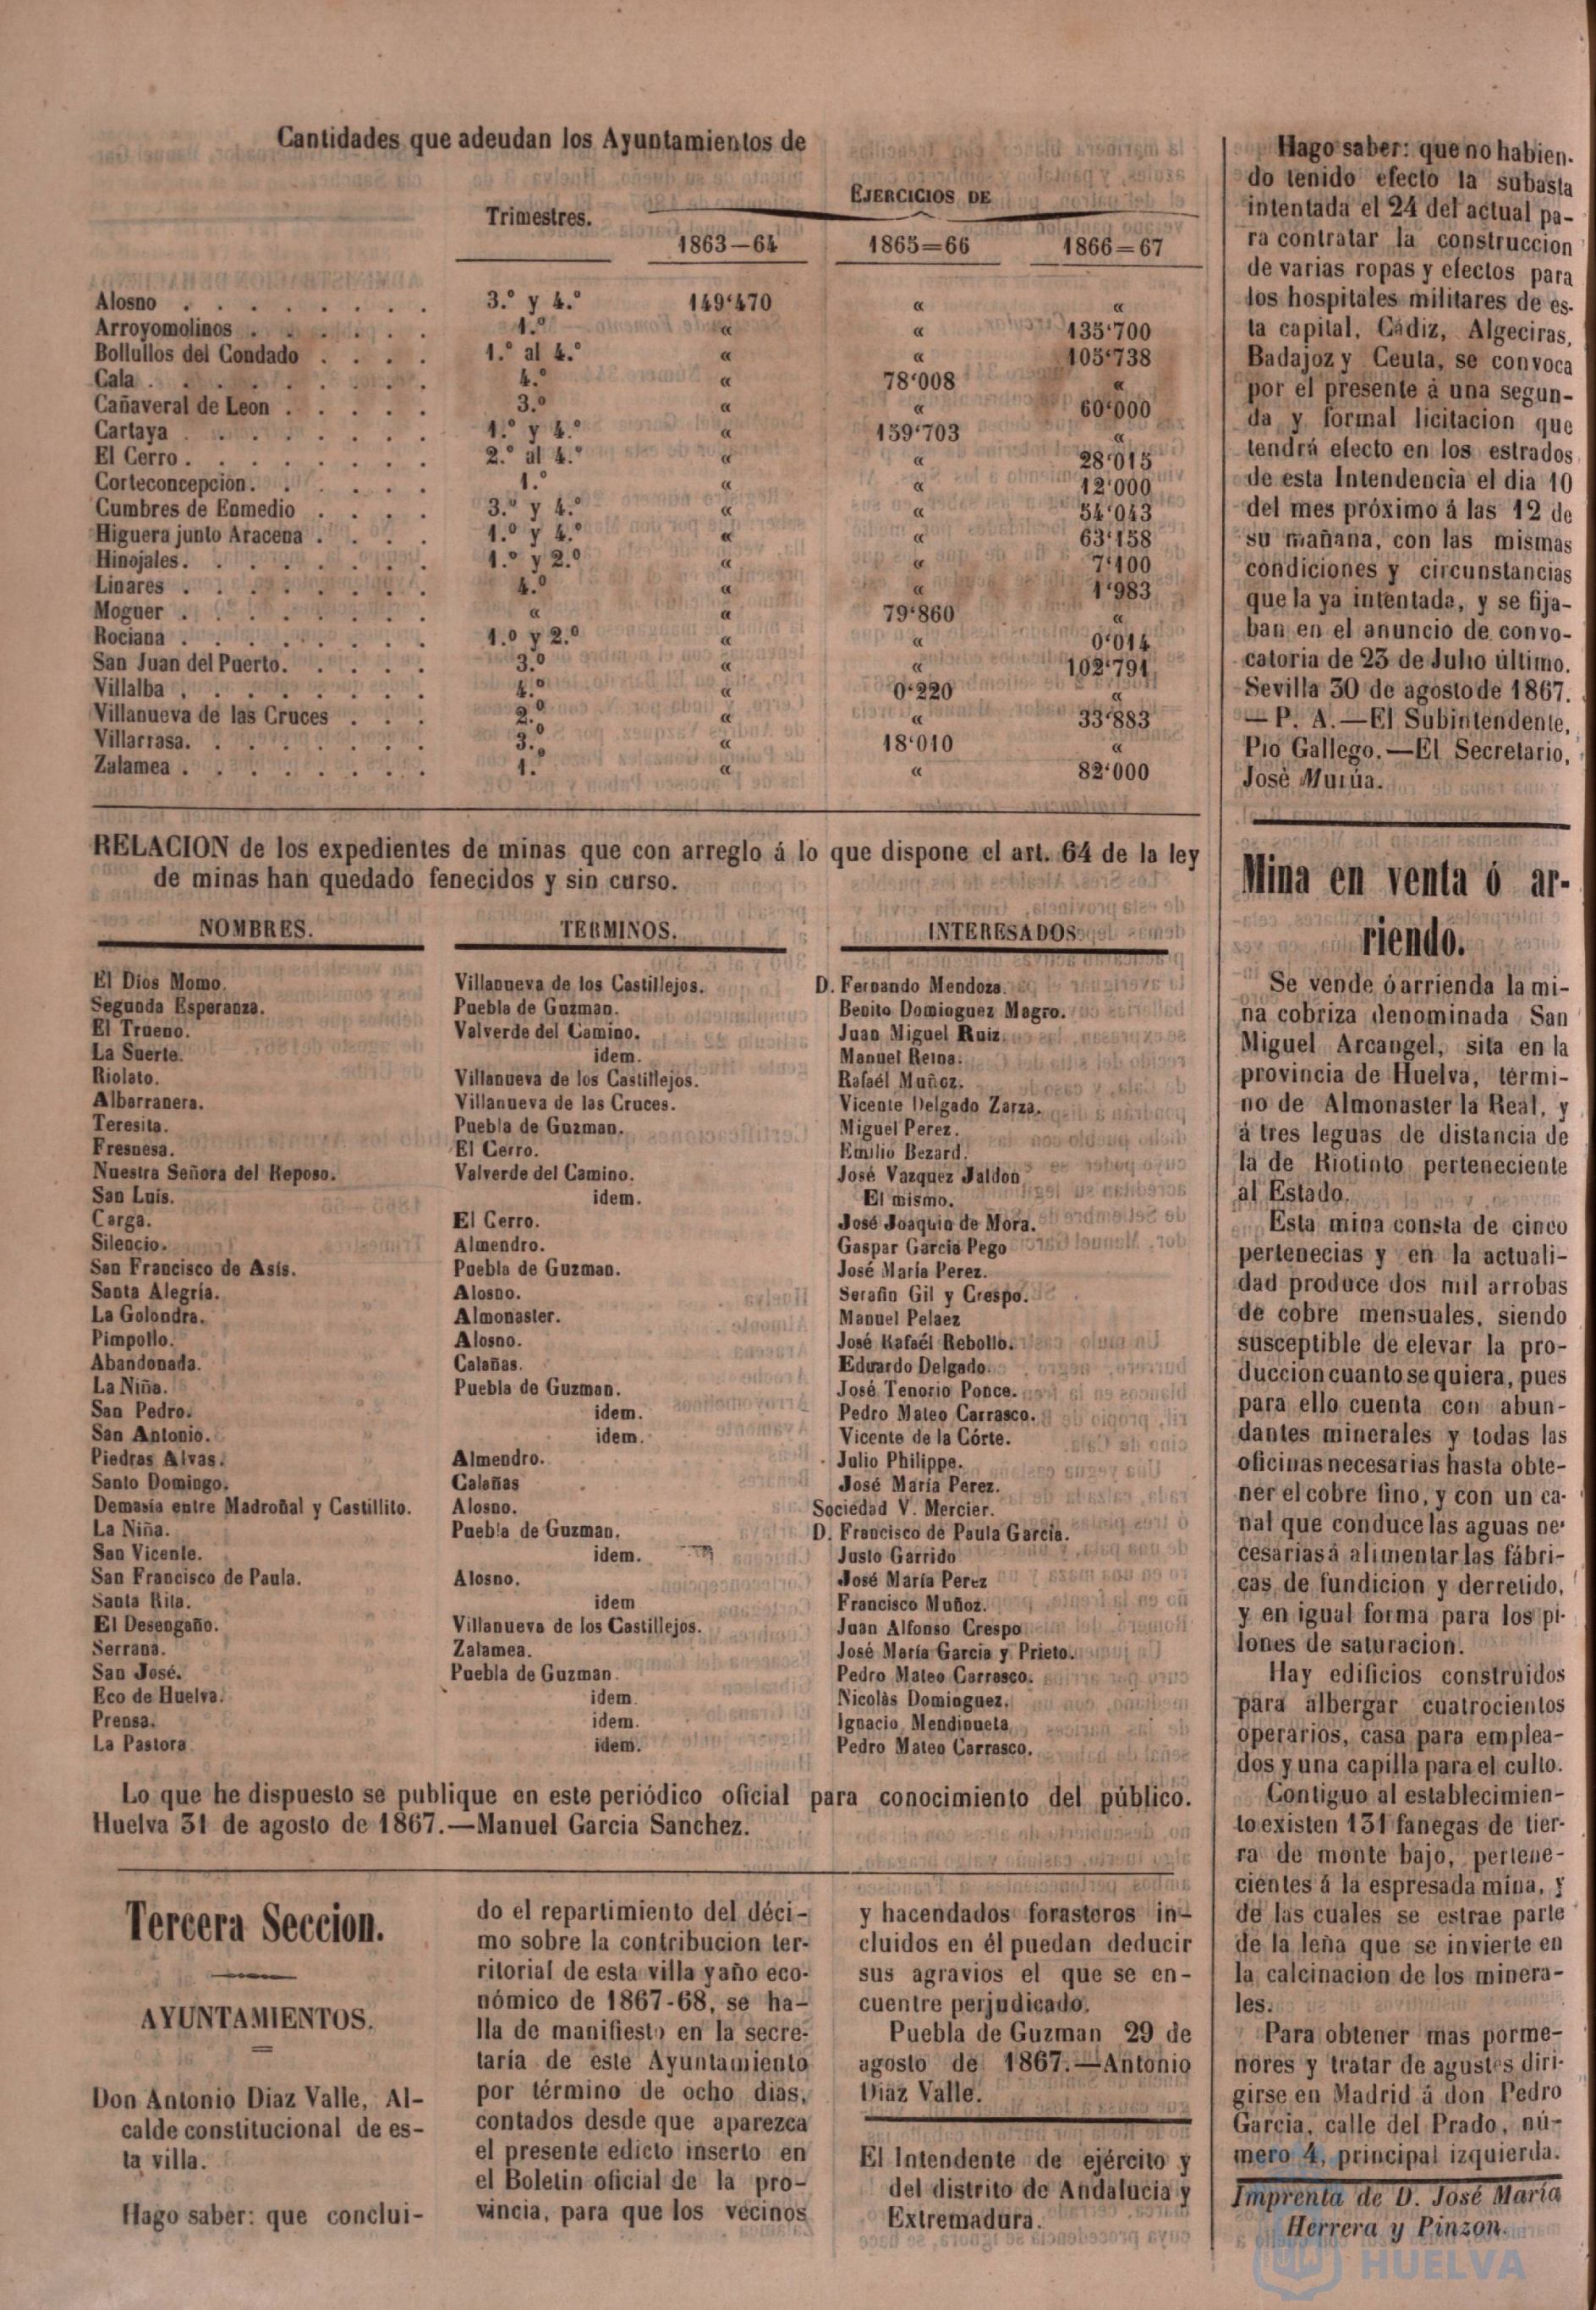 Cantidades que adeudan los Ayuntamientos de
EJERCICIOS DE
Trimestres.
1863—64 1865=66 1866=67
Alosno . . . . . . . . 3.º y 4.º 149‘470 « «
Arroyomolinos . . . . . . 1.º « « 135‘700
Bollullos del Condado . . . . 1.º al 4.º « « 105‘738
Cala . . . . . . . . . 4.º « 78‘008 «
Cañaveral de Leon . . . . . 3.º « « 60‘000
Cartaya . . . . . . . . 1.º y 4.º « 159‘703 «
El Cerro . . . . . . . . 2.º al 4.º « « 28‘015
Corteconcepcion. . . . . . 1.º « « 12‘000
Cumbres de Enmedio . . . . 3.º y 4.º « « 54‘043
Higuera junto Aracena . . . . 1.º y 4.º « « 63‘158
Hinojales. . . . . . . . 1.º y 2.º « « 7‘100
Linares . . . . . . . . 4.º « « 1‘983
Moguer . . . . . . . . « « 79‘860 «
Rociana . . . . . . . . 1.º y 2.º « « 0‘014
San Juan del Puerto. . . . . 3.º « « 102‘791
Villalba . . . . . . . . 4.º « 0‘220 «
Villanueva de las Cruces . . . 2.º « « 33‘883
Villarrasa. . . . . . . . 3.º « 18‘010 «
Zalamea . . . . . . . . 1.º « « 82‘000
RELACION de los expedientes de minas que con arreglo á lo que dispone el art. 64 de la ley
de minas han quedado fenecidos y sin curso.
NOMBRES. TERMINOS. INTERESADOS
El Dios Momo. Villanueva de los Castillejos. D. Fernando Mendoza.
Segunda Esperanza. Puebla de Guzman. Benito Dominguez Magro.
El Trueno. Valverde del Camino. Juan Miguel Ruiz.
La Suerte. idem. Manuel Reina.
Riolato. Villanueva de los Castillejos. Rafaél Muñoz.
Albarranera. Villanueva de las Cruces. Vicente Delgado Zarza.
Teresita. Puebla de Guzman. Miguel Perez.
Fresnesa. El Cerro. Emilio Bezard.
Nuestra Señora del Reposo. Valverde del Camino. José Vazquez Jaldon
San Luis. idem. El mismo.
Carga. El Cerro. José Joaquin de Mora.
Silencio. Almendro. Gaspar Garcia Pego
San Francisco de Asís. Puebla de Guzman. José María Perez.
Santa Alegría. Alosno. Serafin Gil y Crespo.
La Golondra. Almonaster. Manuel Pelaez
Pimpollo. Alosno. José Rafaél Rebollo.
Abandonada. Calañas. Eduardo Delgado.
La Niña. Puebla de Guzman. José Tenorio Ponce.
San Pedro. idem. Pedro Mateo Carrasco.
San Antonio. idem. Vicente de la Córte.
Piedras Alvas. Almendro. Julio Philippe.
Santo Domingo. Calañas José María Perez.
Demasía entre Madroñal y Castillito. Alosno. Sociedad V. Mercier.
La Niña. Puebla de Guzman. D. Francisco de Paula García.
San Vicente. idem. Justo Garrido
San Francisco de Paula. Alosno. José María Perez
Santa Rita. idem Francisco Muñoz.
El Desengaño. Villanueva de los Castillejos. Juan Alfonso Crespo
Serrana. Zalamea. José María Garcia y Prieto.
San José. Puebla de Guzman. Pedro Mateo Carrasco.
Eco de Huelva. idem. Nicolás Dominguez.
Prensa. idem. Ignacio Mendinueta
La Pastora idem. Pedro Mateo Carrasco.
Lo que he dispuesto se publique en este periódico oficial para conocimiento del público.
Huelva 31 de agosto de 1867.—Manuel Garcia Sanchez.
Tercera Seccion.
AYUNTAMIENTOS.
Don Antonio Diaz Valle, Al-
calde constitucional de es-
ta villa.
Hago saber: que conclui-
do el repartimiento del déci-
mo sobre la contribucion ter-
ritorial de esta villa y año eco-
nómico de 1867-68, se ha-
lla de manifiesto en la secre-
taría de este Ayuntamiento
por término de ocho dias,
contados desde que aparezca
el presente edicto inserto en
el Boletin oficial de la pro-
vincia, para que los vecinos
y hacendados forasteros in-
cluidos en él puedan deducir
sus agravios el que se en-
cuentre perjudicado.
Puebla de Guzman 29 de
agosto de 1867.—Antonio
Diaz Valle.
El Intendente de ejército y
del distrito de Andalucia y
Extremadura.
Hago saber: que no habien-
do tenido efecto la subasta
intentada el 24 del actual pa-
ra contratar la construccion
de varias ropas y efectos para
los hospitales militares de es-
ta capital, Cádiz, Algeciras,
Badajoz y Ceuta, se convoca
por el presente á una segun-
da y formal licitacion que
tendrá efecto en los estrados
de esta Intendencia el dia 10
del mes próximo á las 12 de
su mañana, con las mismas
condiciones y circunstancias
que la ya intentada, y se fija-
ban en el anuncio de convo-
catoria de 23 de Julio último.
Sevilla 30 de agosto de 1867.
—P. A.—El Subintendente,
Pio Gallego.—El Secretario,
José Murúa.
Mina en venta ó ar-
riendo.
Se vende ó arrienda la mi-
na cobriza denominada San
Miguel Arcangel, sita en la
provincia de Huelva, térmi-
no de Almonaster la Real, y
á tres leguas de distancia de
la de Riotinto perteneciente
al Estado.
Esta mina consta de cinco
pertenecias y en la actuali-
dad produce dos mil arrobas
de cobre mensuales, siendo
susceptible de elevar la pro-
duccion cuanto se quiera, pues
para ello cuenta con abun-
dantes minerales y todas las
oficinas necesarias hasta obte-
ner el cobre fino, y con un ca-
nal que conduce las aguas ne-
cesarias á alimentar las fábri-
cas de fundicion y derretido,
y en igual forma para los pi-
lones de saturacion.
Hay edificios construidos
para albergar cuatrocientos
operarios, casa para emplea-
dos y una capilla para el culto.
Contiguo al establecimien-
to existen 131 fanegas de tier-
ra de monte bajo, pertene-
cientes á la espresada mina, y
de las cuales se estrae parte
de la leña que se invierte en
la calcinacion de los minera-
les.
Para obtener mas porme-
nores y tratar de agustes diri-
girse en Madrid á don Pedro
Garcia, calle del Prado, nú-
mero 4, principal izquierda.
Imprenta de D. José María
Herrera y Pinzon.
HUELVA